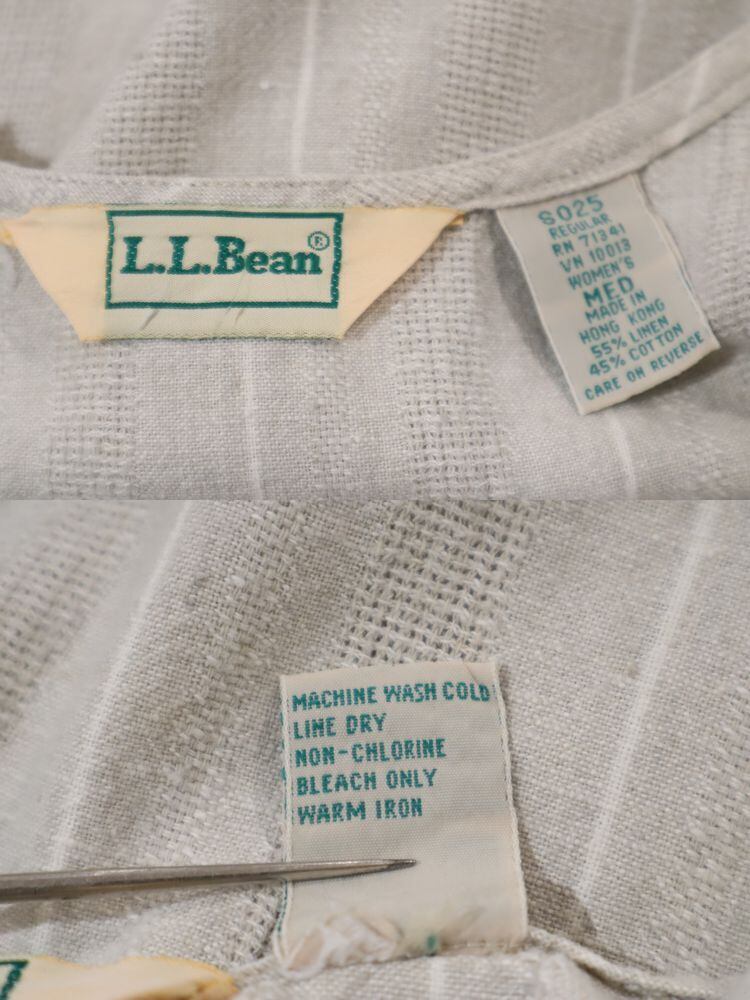 L.L.Bean®
S025
REGULAR
RN 71341
VN 10013
WOMEN'S
MED
MADE IN
HONG KONG
55% LINEN
45% COTTON
CARE ON REVERSE
MACHINE WASH COLD
LINE DRY
NON-CHLORINE
BLEACH ONLY
WARM IRON